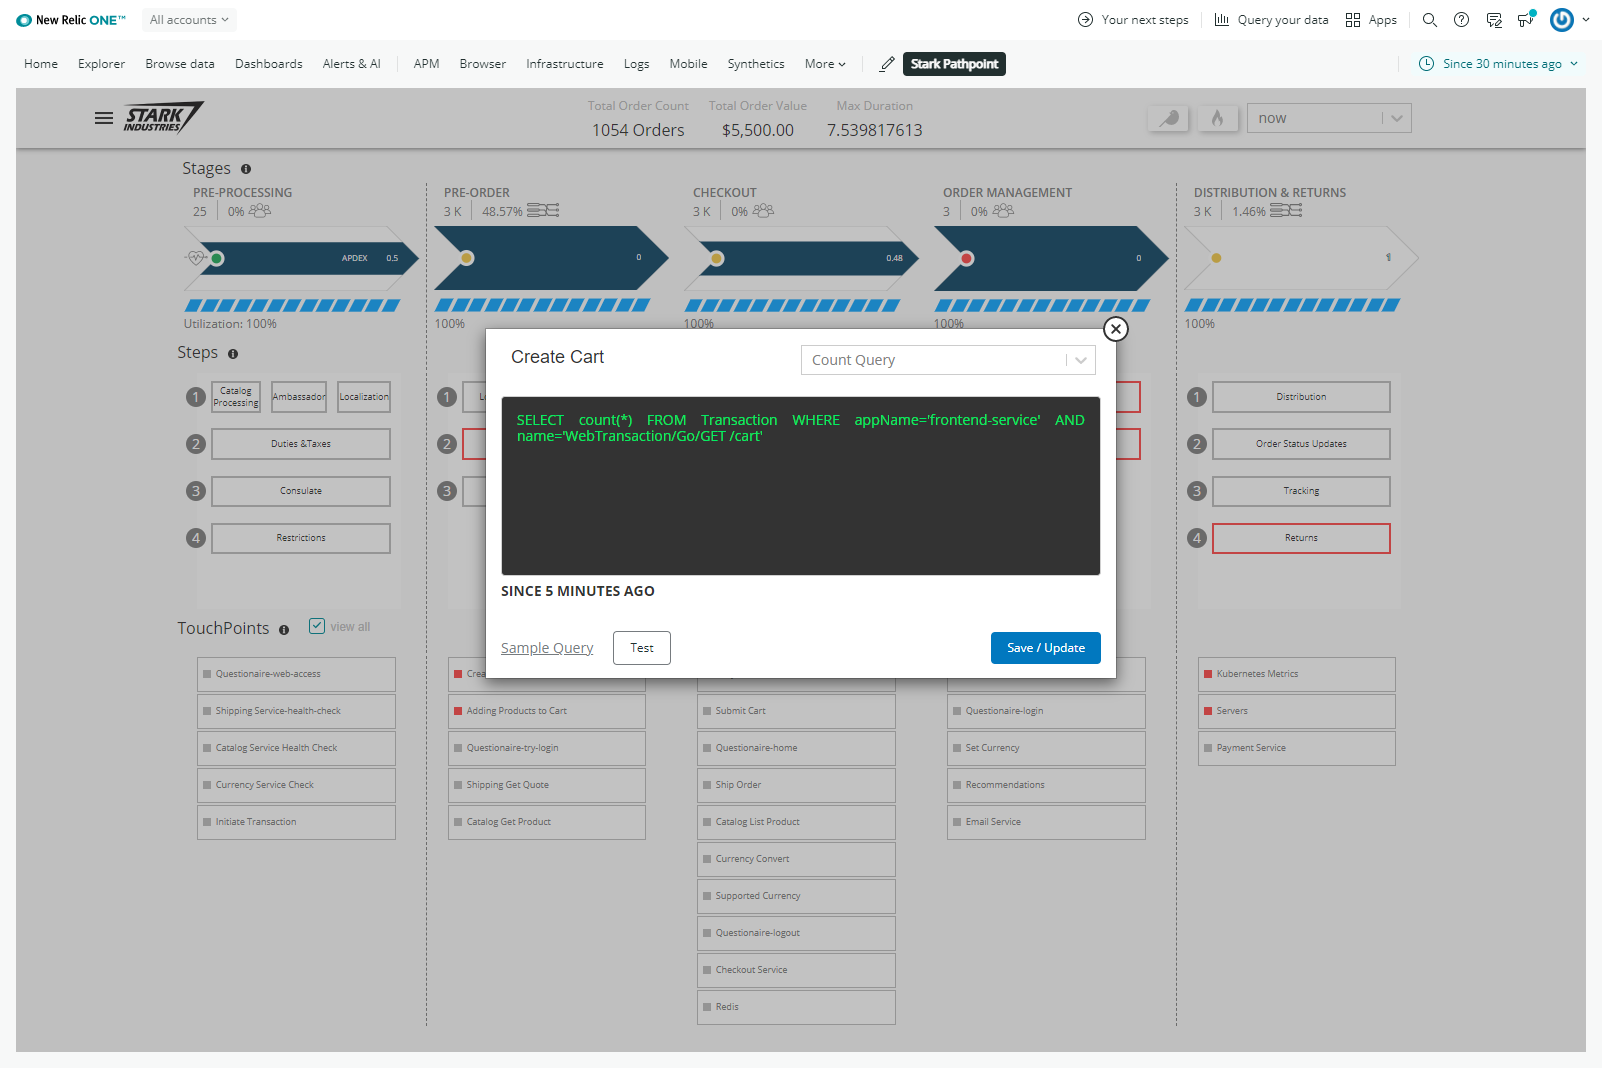 New Relic ONE™
All accounts
Your next steps
Query your data
Apps
Home
Explorer
Browse data
Dashboards
Alerts & AI
APM
Browser
Infrastructure
Logs
Mobile
Synthetics
More
Stark Pathpoint
Since 30 minutes ago
STARK
INDUSTRIES
Total Order Count
1054 Orders
Total Order Value
$5,500.00
Max Duration
7.539817613
now
Stages
PRE-PROCESSING
25
0%
APDEX 0.5
Utilization: 100%
PRE-ORDER
3 K
48.57%
0
100%
CHECKOUT
3 K
0%
0.48
100%
ORDER MANAGEMENT
3
0%
0
100%
DISTRIBUTION & RETURNS
3 K
1.46%
100%
Steps
1
Catalog
Processing
Ambassador
Localization
2
Duties &Taxes
3
Consulate
4
Restrictions
1
2
3
1
Distribution
2
Order Status Updates
3
Tracking
4
Returns
Create Cart
Count Query
SELECT count(*) FROM Transaction WHERE appName='frontend-service' AND
name='WebTransaction/Go/GET /cart'
SINCE 5 MINUTES AGO
Sample Query
Test
Save / Update
TouchPoints
view all
Questionaire-web-access
Shipping Service-health-check
Catalog Service Health Check
Currency Service Check
Initiate Transaction
Adding Products to Cart
Questionaire-try-login
Shipping Get Quote
Catalog Get Product
Submit Cart
Questionaire-home
Ship Order
Catalog List Product
Currency Convert
Supported Currency
Questionaire-logout
Checkout Service
Redis
Questionaire-login
Set Currency
Recommendations
Email Service
Kubernetes Metrics
Servers
Payment Service